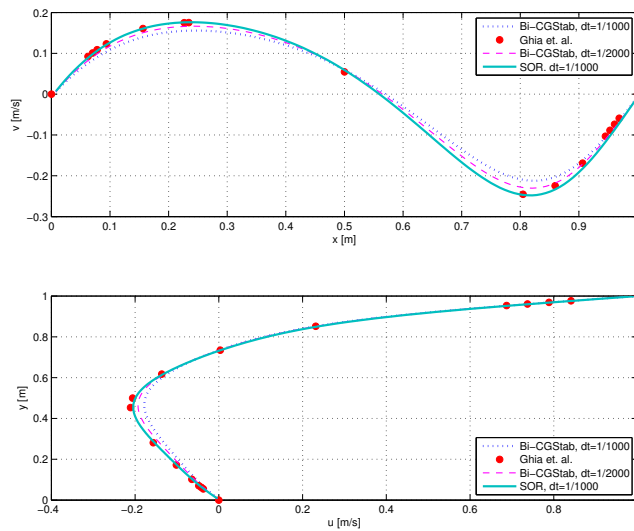 0.2
0.1
0
−0.1
−0.2
−0.3
v [m/s]
0 0.1 0.2 0.3 0.4 0.5 0.6 0.7 0.8 0.9
x [m]
Bi−CGStab, dt=1/1000
Ghia et. al.
Bi−CGStab, dt=1/2000
SOR. dt=1/1000
1
0.8
0.6
0.4
0.2
0
y [m]
−0.4 −0.2 0 0.2 0.4 0.6 0.8
u [m/s]
Bi−CGStab, dt=1/1000
Ghia et. al.
Bi−CGStab, dt=1/2000
SOR, dt=1/1000